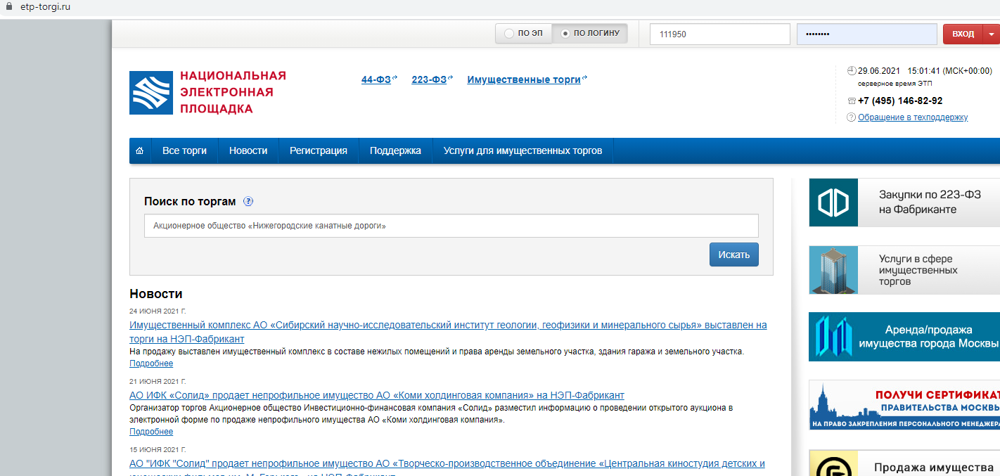 etp-torgi.ru
ПО ЭП
ПО ЛОГИНУ
111950
••••••••
ВХОД
НАЦИОНАЛЬНАЯ
ЭЛЕКТРОННАЯ
ПЛОЩАДКА
44-ФЗ
223-ФЗ
Имущественные торги
29.06.2021 15:01:41 (МСК+00:00)
серверное время ЭТП
+7 (495) 146-82-92
Обращение в техподдержку
Все торги
Новости
Регистрация
Поддержка
Услуги для имущественных торгов
Поиск по торгам
Акционерное общество «Нижегородские канатные дороги»
Искать
Новости
24 ИЮНЯ 2021 Г.
Имущественный комплекс АО «Сибирский научно-исследовательский институт геологии, геофизики и минерального сырья» выставлен на
торги на НЭП-Фабрикант
На продажу выставлен имущественный комплекс в составе нежилых помещений и права аренды земельного участка, здания гаража и земельного участка.
Подробнее
21 ИЮНЯ 2021 Г.
АО ИФК «Солид» продает непрофильное имущество АО «Коми холдинговая компания» на НЭП-Фабрикант
Организатор торгов Акционерное общество Инвестиционно-финансовая компания «Солид» разместил информацию о проведении открытого аукциона в
электронной форме по продаже непрофильного имущества АО «Коми холдинговая компания».
Подробнее
15 ИЮНЯ 2021 Г.
АО "ИФК "Солид" продает непрофильное имущество АО «Творческо-производственное объединение «Центральная киностудия детских и
Закупки по 223-ФЗ
на Фабриканте
Услуги в сфере
имущественных
торгов
Аренда/продажа
имущества города Москвы
ПОЛУЧИ СЕРТИФИКАТ
ПРАВИТЕЛЬСТВА МОСКВЫ
НА ПРАВО ЗАКРЕПЛЕНИЯ ПЕРСОНАЛЬНОГО МЕНЕДЖЕРА
Продажа имущества